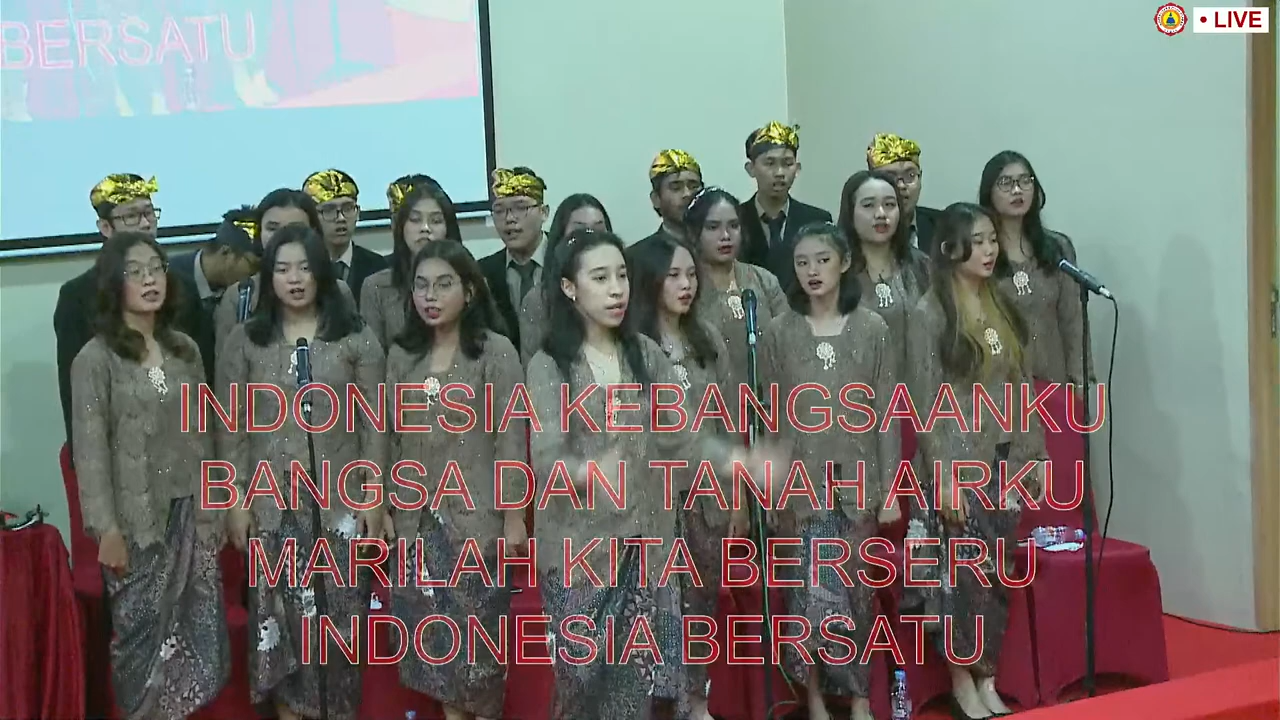 BERSATU
• LIVE
INDONESIA KEBANGSAANKU
BANGSA DAN TANAH AIRKU
MARILAH KITA BERSERU
INDONESIA BERSATU